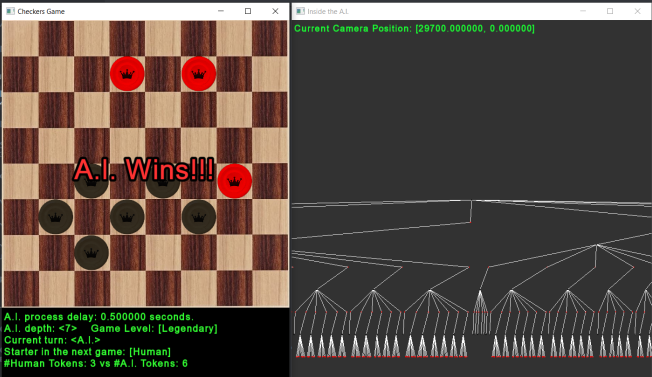 Checkers Game
Inside the A.I.
Current Camera Position: [29700.000000, 0.000000]
A.I. Wins!!!
A.I. process delay: 0.500000 seconds.
A.I. depth: <7> Game Level: [Legendary]
Current turn: <A.I.>
Starter in the next game: [Human]
#Human Tokens: 3 vs #A.I. Tokens: 6